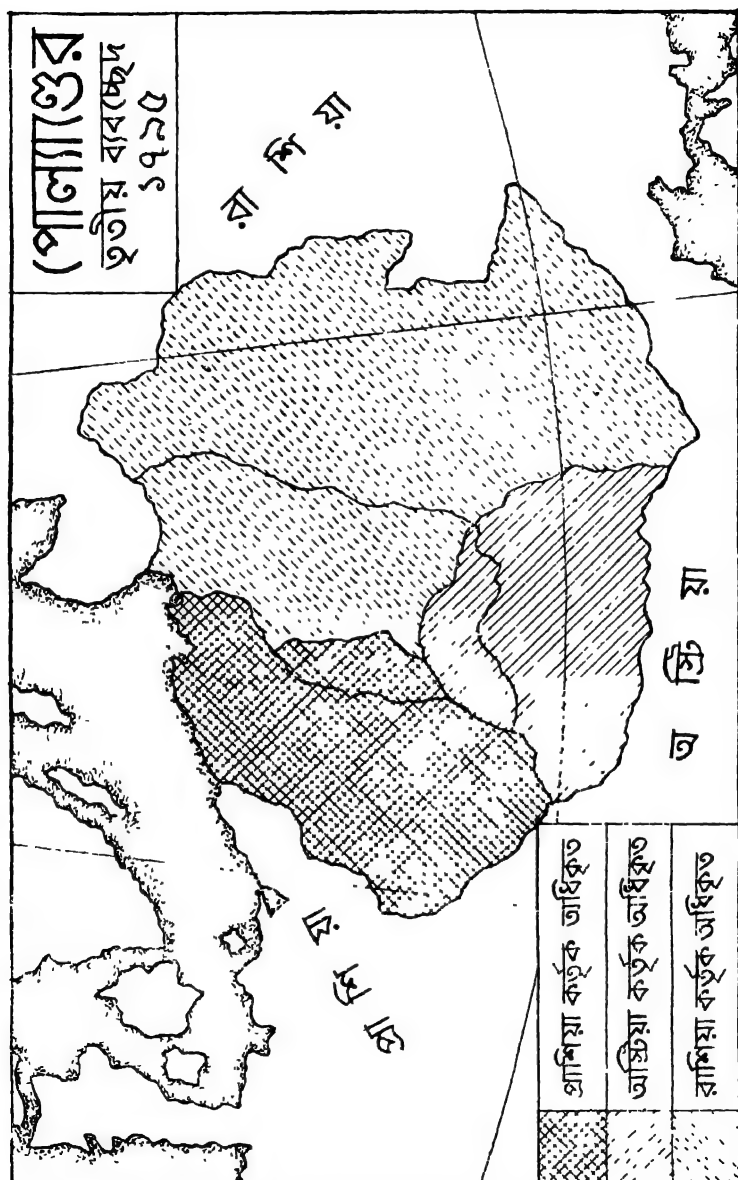 পোল্যাণ্ডের
তৃতীয় ব্যবচ্ছেদ
১৭৯৫
রা শি য়া
প্রা শি য়া
অ স্ট্রি য়া
প্রাশিয়া কর্তৃক অধিকৃত
অস্ট্রিয়া কর্তৃক অধিকৃত
রাশিয়া কর্তৃক অধিকৃত